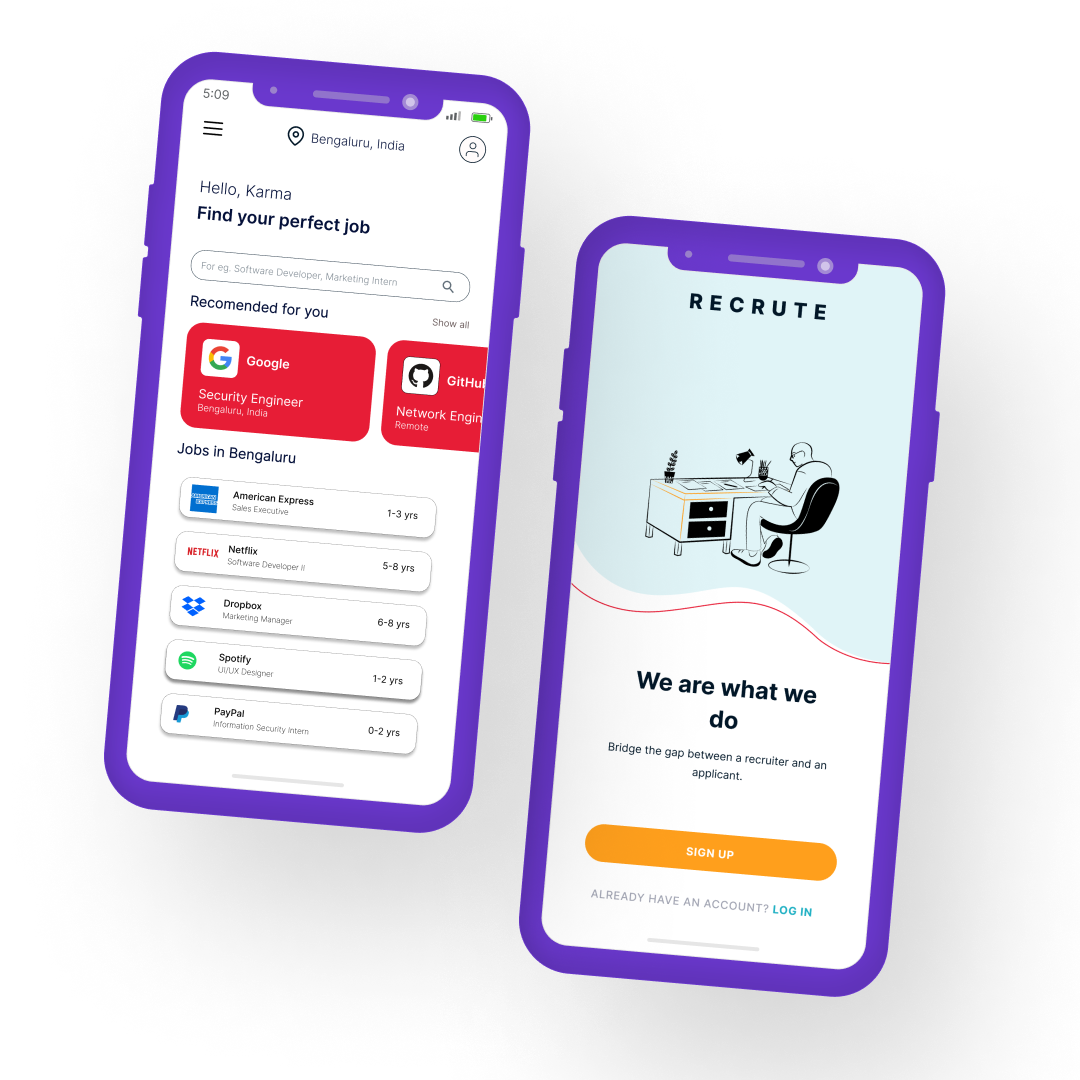 5:09
Bengaluru, India
Hello, Karma
Find your perfect job
For eg. Software Developer, Marketing Intern
Recomended for you
Show all
Google
Security Engineer
Bengaluru, India
GitHu
Network Engin
Remote
Jobs in Bengaluru
AMERICAN
EXPRESS
American Express
Sales Executive
1-3 yrs
NETFLIX
Netflix
Software Developer II
5-8 yrs
Dropbox
Marketing Manager
6-8 yrs
Spotify
UI/UX Designer
1-2 yrs
PayPal
Information Security Intern
0-2 yrs
RECRUTE
We are what we
do
Bridge the gap between a recruiter and an
applicant.
SIGN UP
ALREADY HAVE AN ACCOUNT? LOG IN